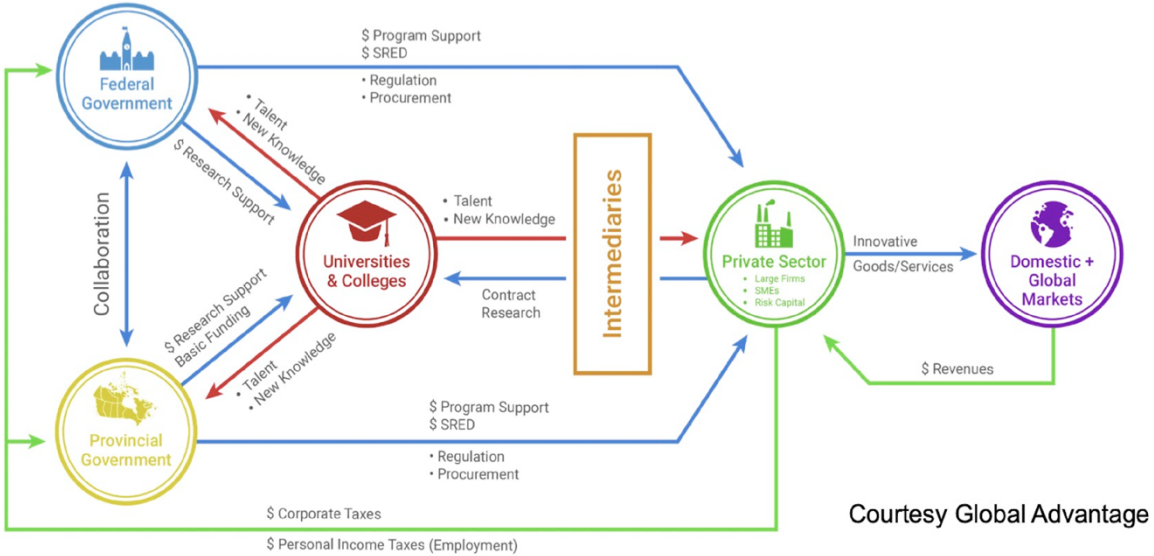 $ Program Support
$ SRED
• Regulation
• Procurement
Federal
Government
• Talent
• New Knowledge
$ Research Support
Collaboration
Universities
& Colleges
• Talent
• New Knowledge
Contract
Research
Intermediaries
Private Sector
• Large Firms
• SMEs
• Risk Capital
Innovative
Goods/Services
Domestic +
Global
Markets
$ Revenues
$ Research Support
Basic Funding
• Talent
• New Knowledge
Provincial
Government
$ Program Support
$ SRED
• Regulation
• Procurement
$ Corporate Taxes
$ Personal Income Taxes (Employment)
Courtesy Global Advantage